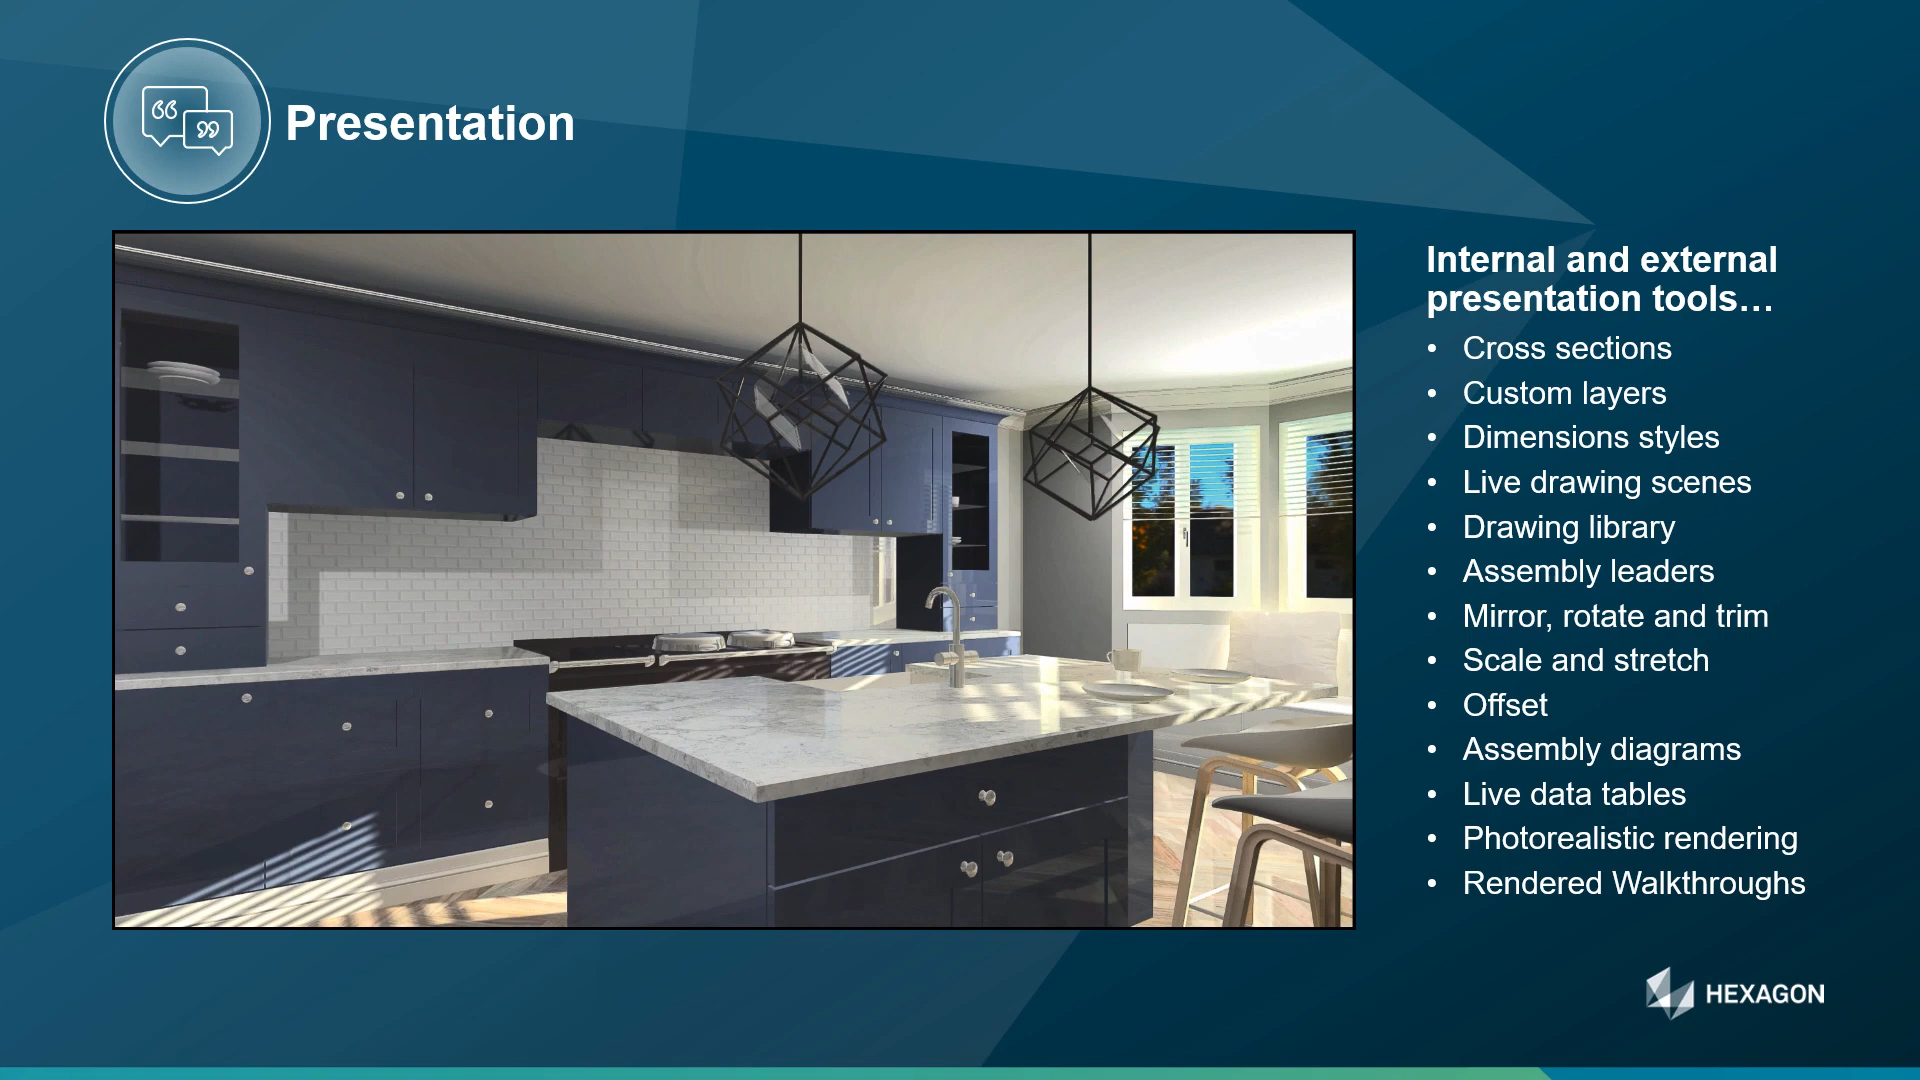 Presentation
Internal and external
presentation tools…
• Cross sections
• Custom layers
• Dimensions styles
• Live drawing scenes
• Drawing library
• Assembly leaders
• Mirror, rotate and trim
• Scale and stretch
• Offset
• Assembly diagrams
• Live data tables
• Photorealistic rendering
• Rendered Walkthroughs
HEXAGON